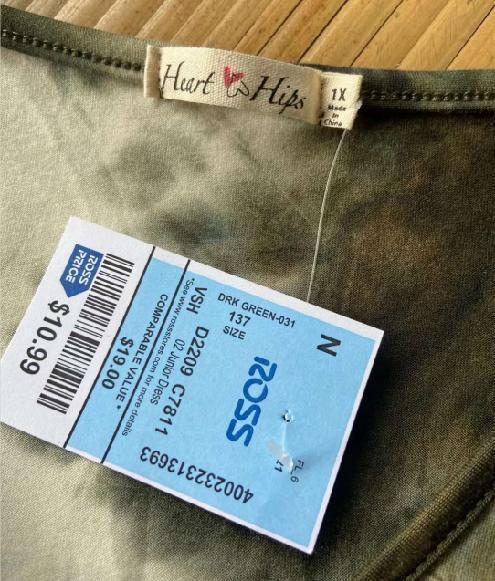 Heart Hips
1X
Made
In
China
N
DRK GREEN-031
137
SIZE
ROSS
VSH D2209 C7811
02 Junior Dress
*See www.rossstores.com for more details
COMPARABLE VALUE*
$19.00
400232313693
ROSS
PRICE
$10.99